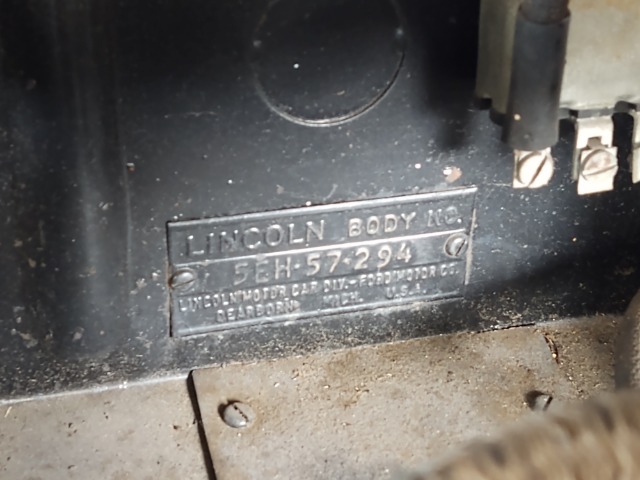 LINCOLN BODY NO.
5EH·57·294
LINCOLN MOTOR CAR DIV.-FORD MOTOR CO.
DEARBORN, MICH. U.S.A.